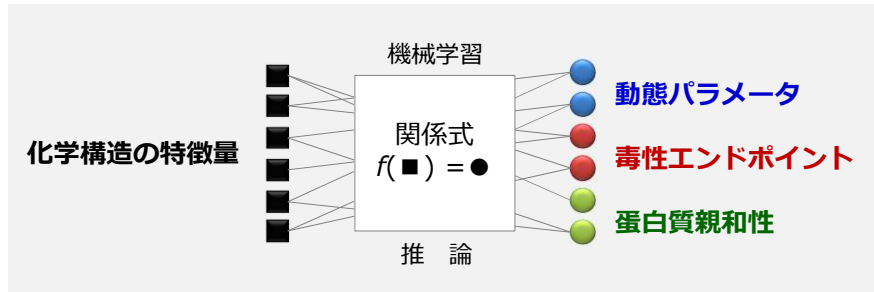 機械学習
化学構造の特徴量
関係式
f(■) =●
推 論
動態パラメータ
毒性エンドポイント
蛋白質親和性